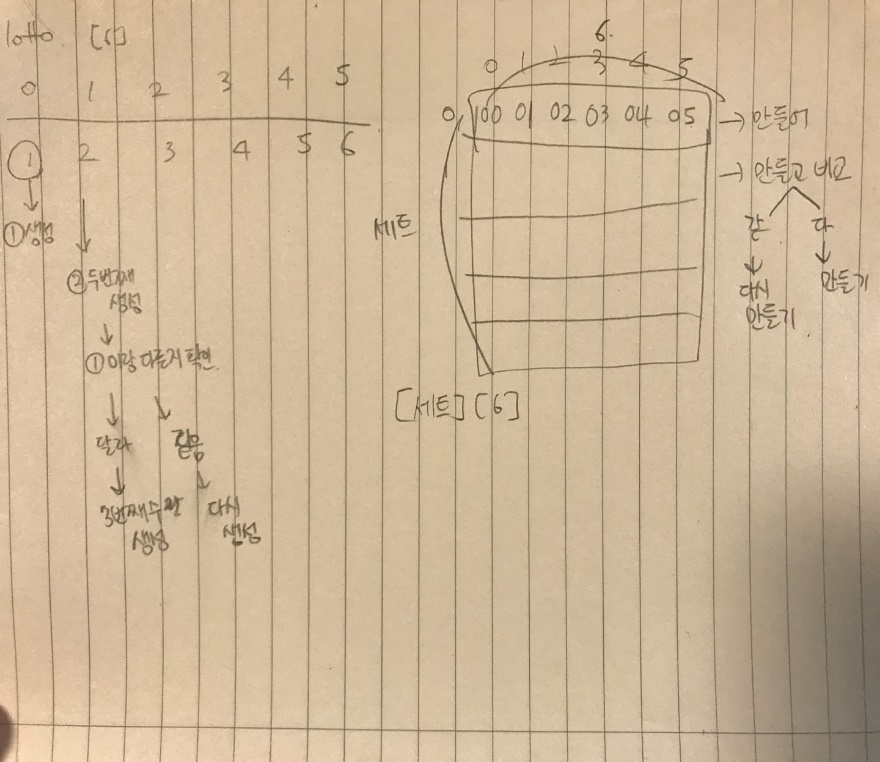 lotto [6]
0 1 2 3 4 5
1 2 3 4 5 6
①생성
②두번째
생성
①이랑 다른지 확인
달라 같음
3번째 수 생성
다시
생성
6.
0 1 2 3 4 5
0 00 01 02 03 04 05 → 만들어
→ 만들고 비교
세트
같 다
다시
만들기
만들기
[세트][6]